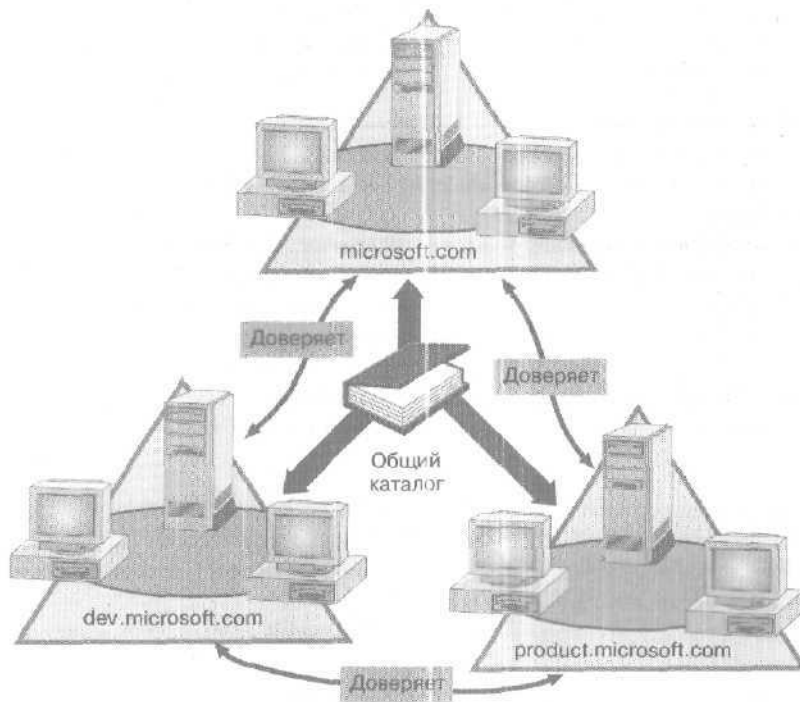 microsoft.com
Доверяет
Доверяет
Общий
каталог
dev.microsoft.com
product.microsoft.com
Доверяет